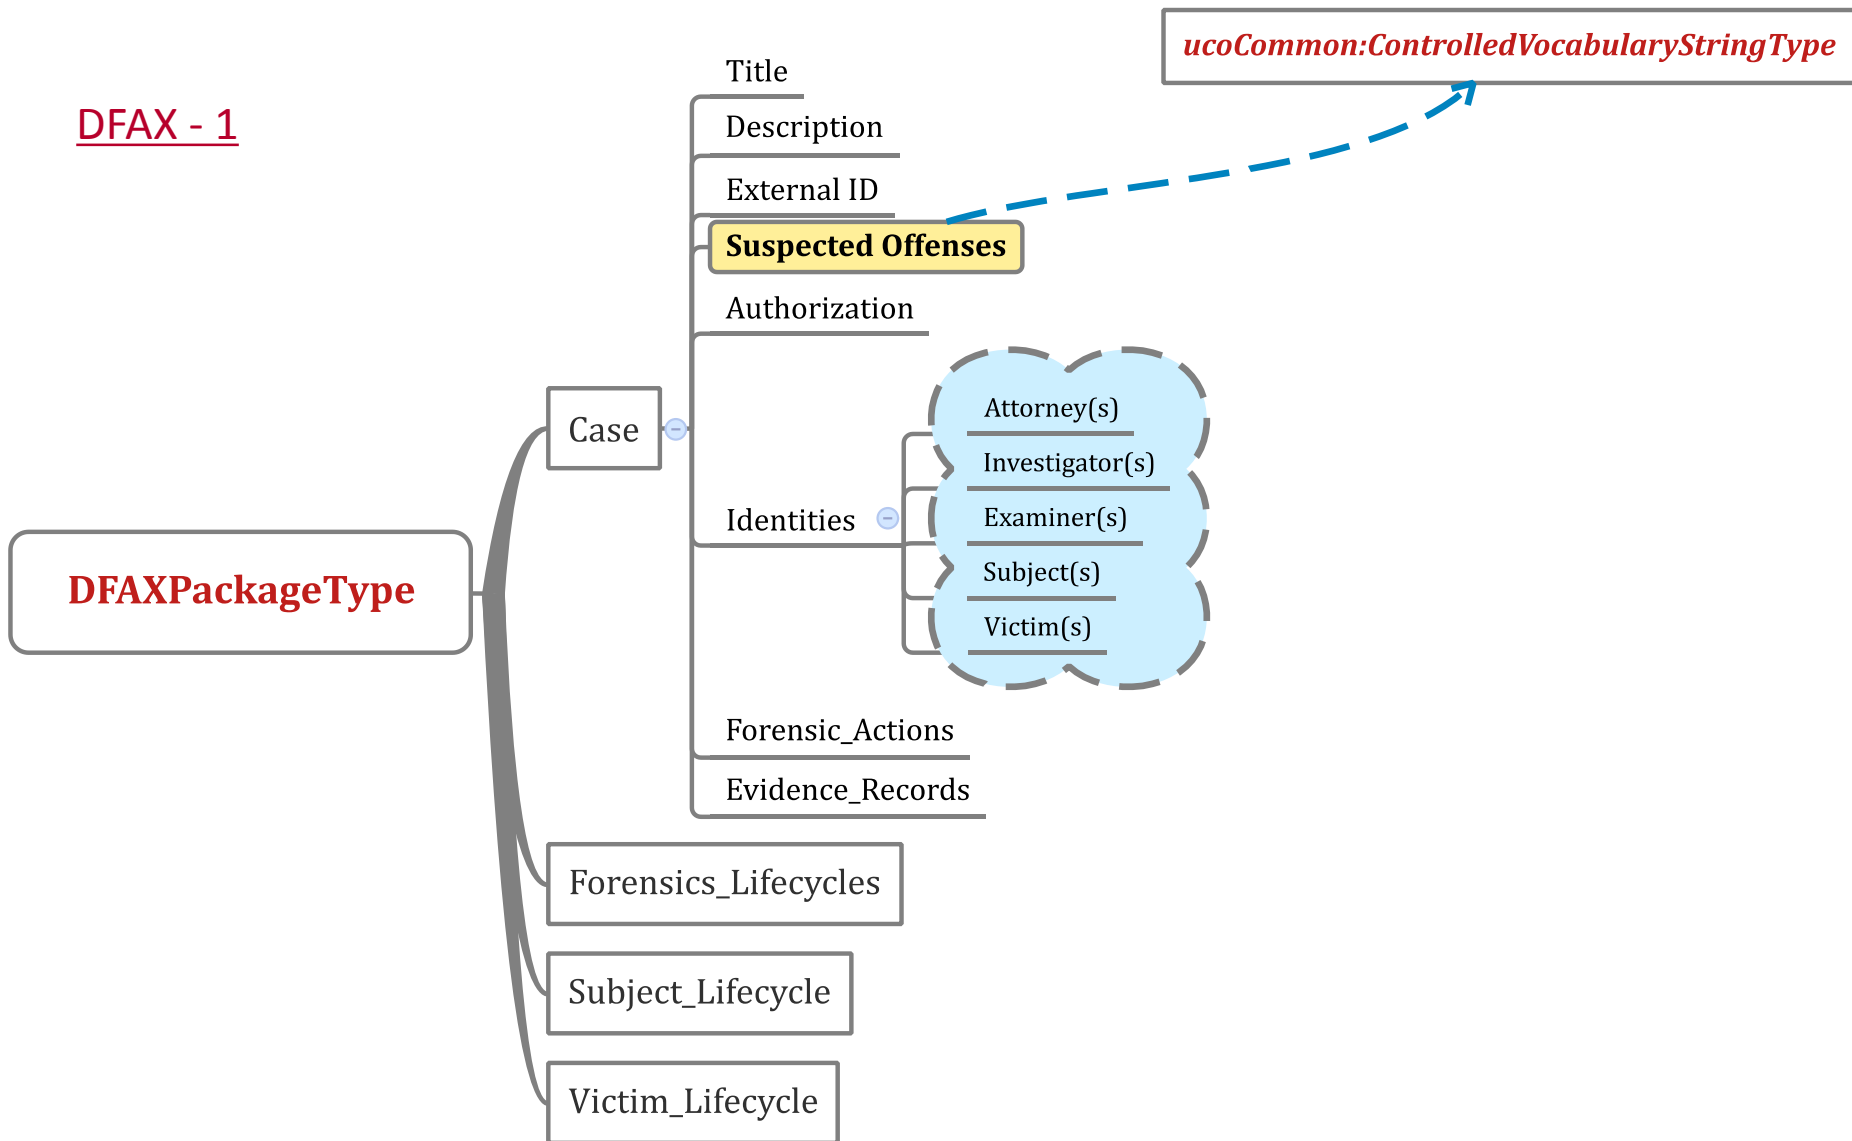 ucoCommon:ControlledVocabularyStringType
DFAX - 1
Title
Description
External ID
Suspected Offenses
Authorization
Case
Identities
Attorney(s)
Investigator(s)
Examiner(s)
Subject(s)
Victim(s)
DFAXPackageType
Forensic_Actions
Evidence_Records
Forensics_Lifecycles
Subject_Lifecycle
Victim_Lifecycle